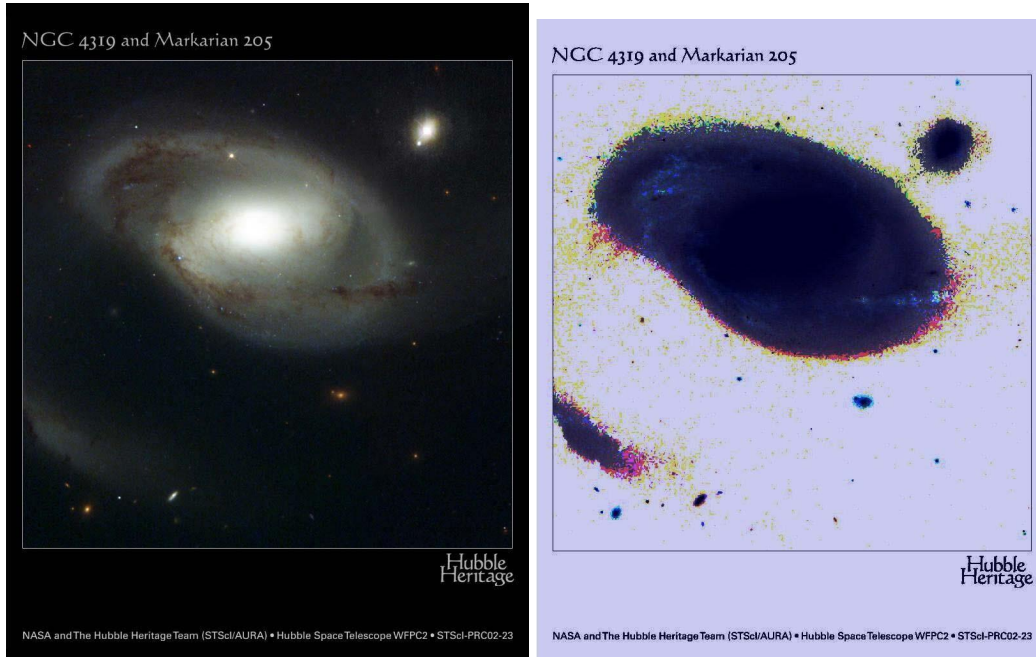 NGC 4319 and Markarian 205
Hubble
Heritage
NASA and The Hubble Heritage Team (STScI/AURA) • Hubble Space Telescope WFPC2 • STScI-PRC02-23
NGC 4319 and Markarian 205
Hubble
Heritage
NASA and The Hubble Heritage Team (STScI/AURA) • Hubble Space Telescope WFPC2 • STScI-PRC02-23